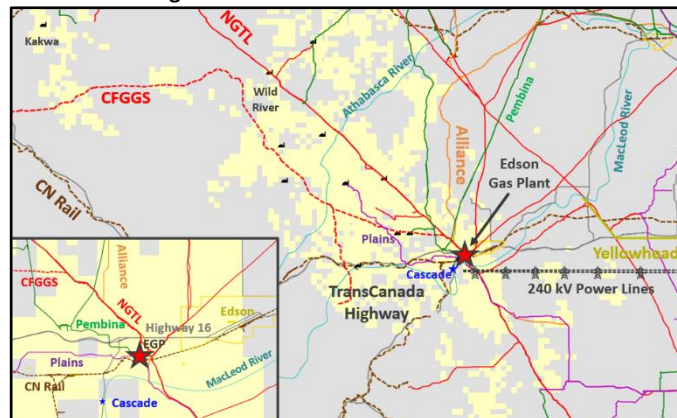 Kakwa
NGTL
Wild
River
CFGGS
Athabasca River
Pembina
Alliance
MacLeod River
Edson
Gas Plant
CN Rail
Plains
Yellowhead
Cascade
TransCanada
Highway
240 kV Power Lines
Alliance
CFGGS
NGTL
Edson
Pembina
Highway 16
EGP
Plains
MacLeod River
CN Rail
Cascade